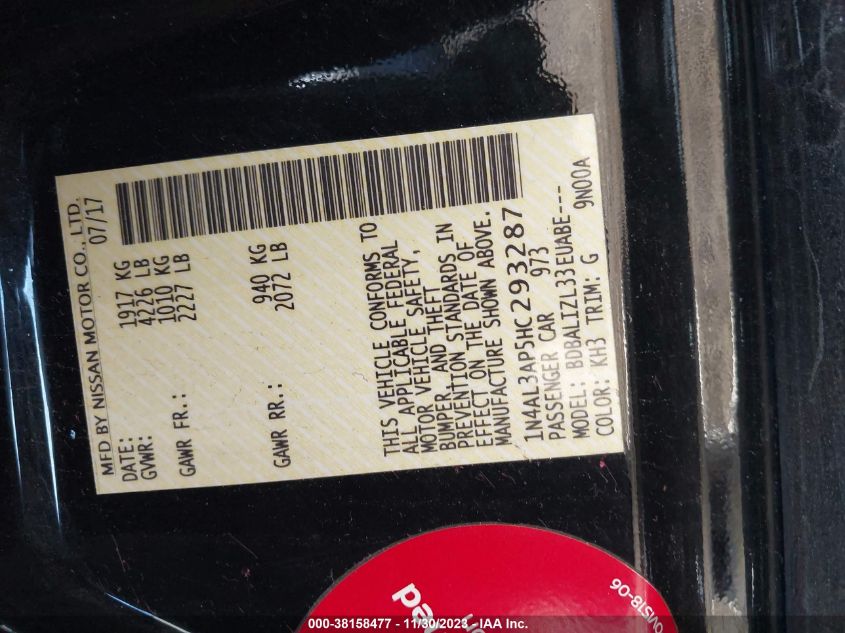 MFD BY NISSAN MOTOR CO., LTD.
DATE: 07/17
GVWR: 1917 KG
4226 LB
GAWR FR.: 1010 KG
2227 LB
GAWR RR.: 940 KG
2072 LB
THIS VEHICLE CONFORMS TO
ALL APPLICABLE FEDERAL
MOTOR VEHICLE SAFETY,
BUMPER, AND THEFT
PREVENTION STANDARDS IN
EFFECT ON THE DATE OF
MANUFACTURE SHOWN ABOVE.
1N4AL3AP5HC293287
PASSENGER CAR 973
MODEL: BDBALIZL33EUABE---
COLOR: KH3 TRIM: G 9N00A
OVIS18-06
000-38158477 - 11/30/2023 - IAA Inc.